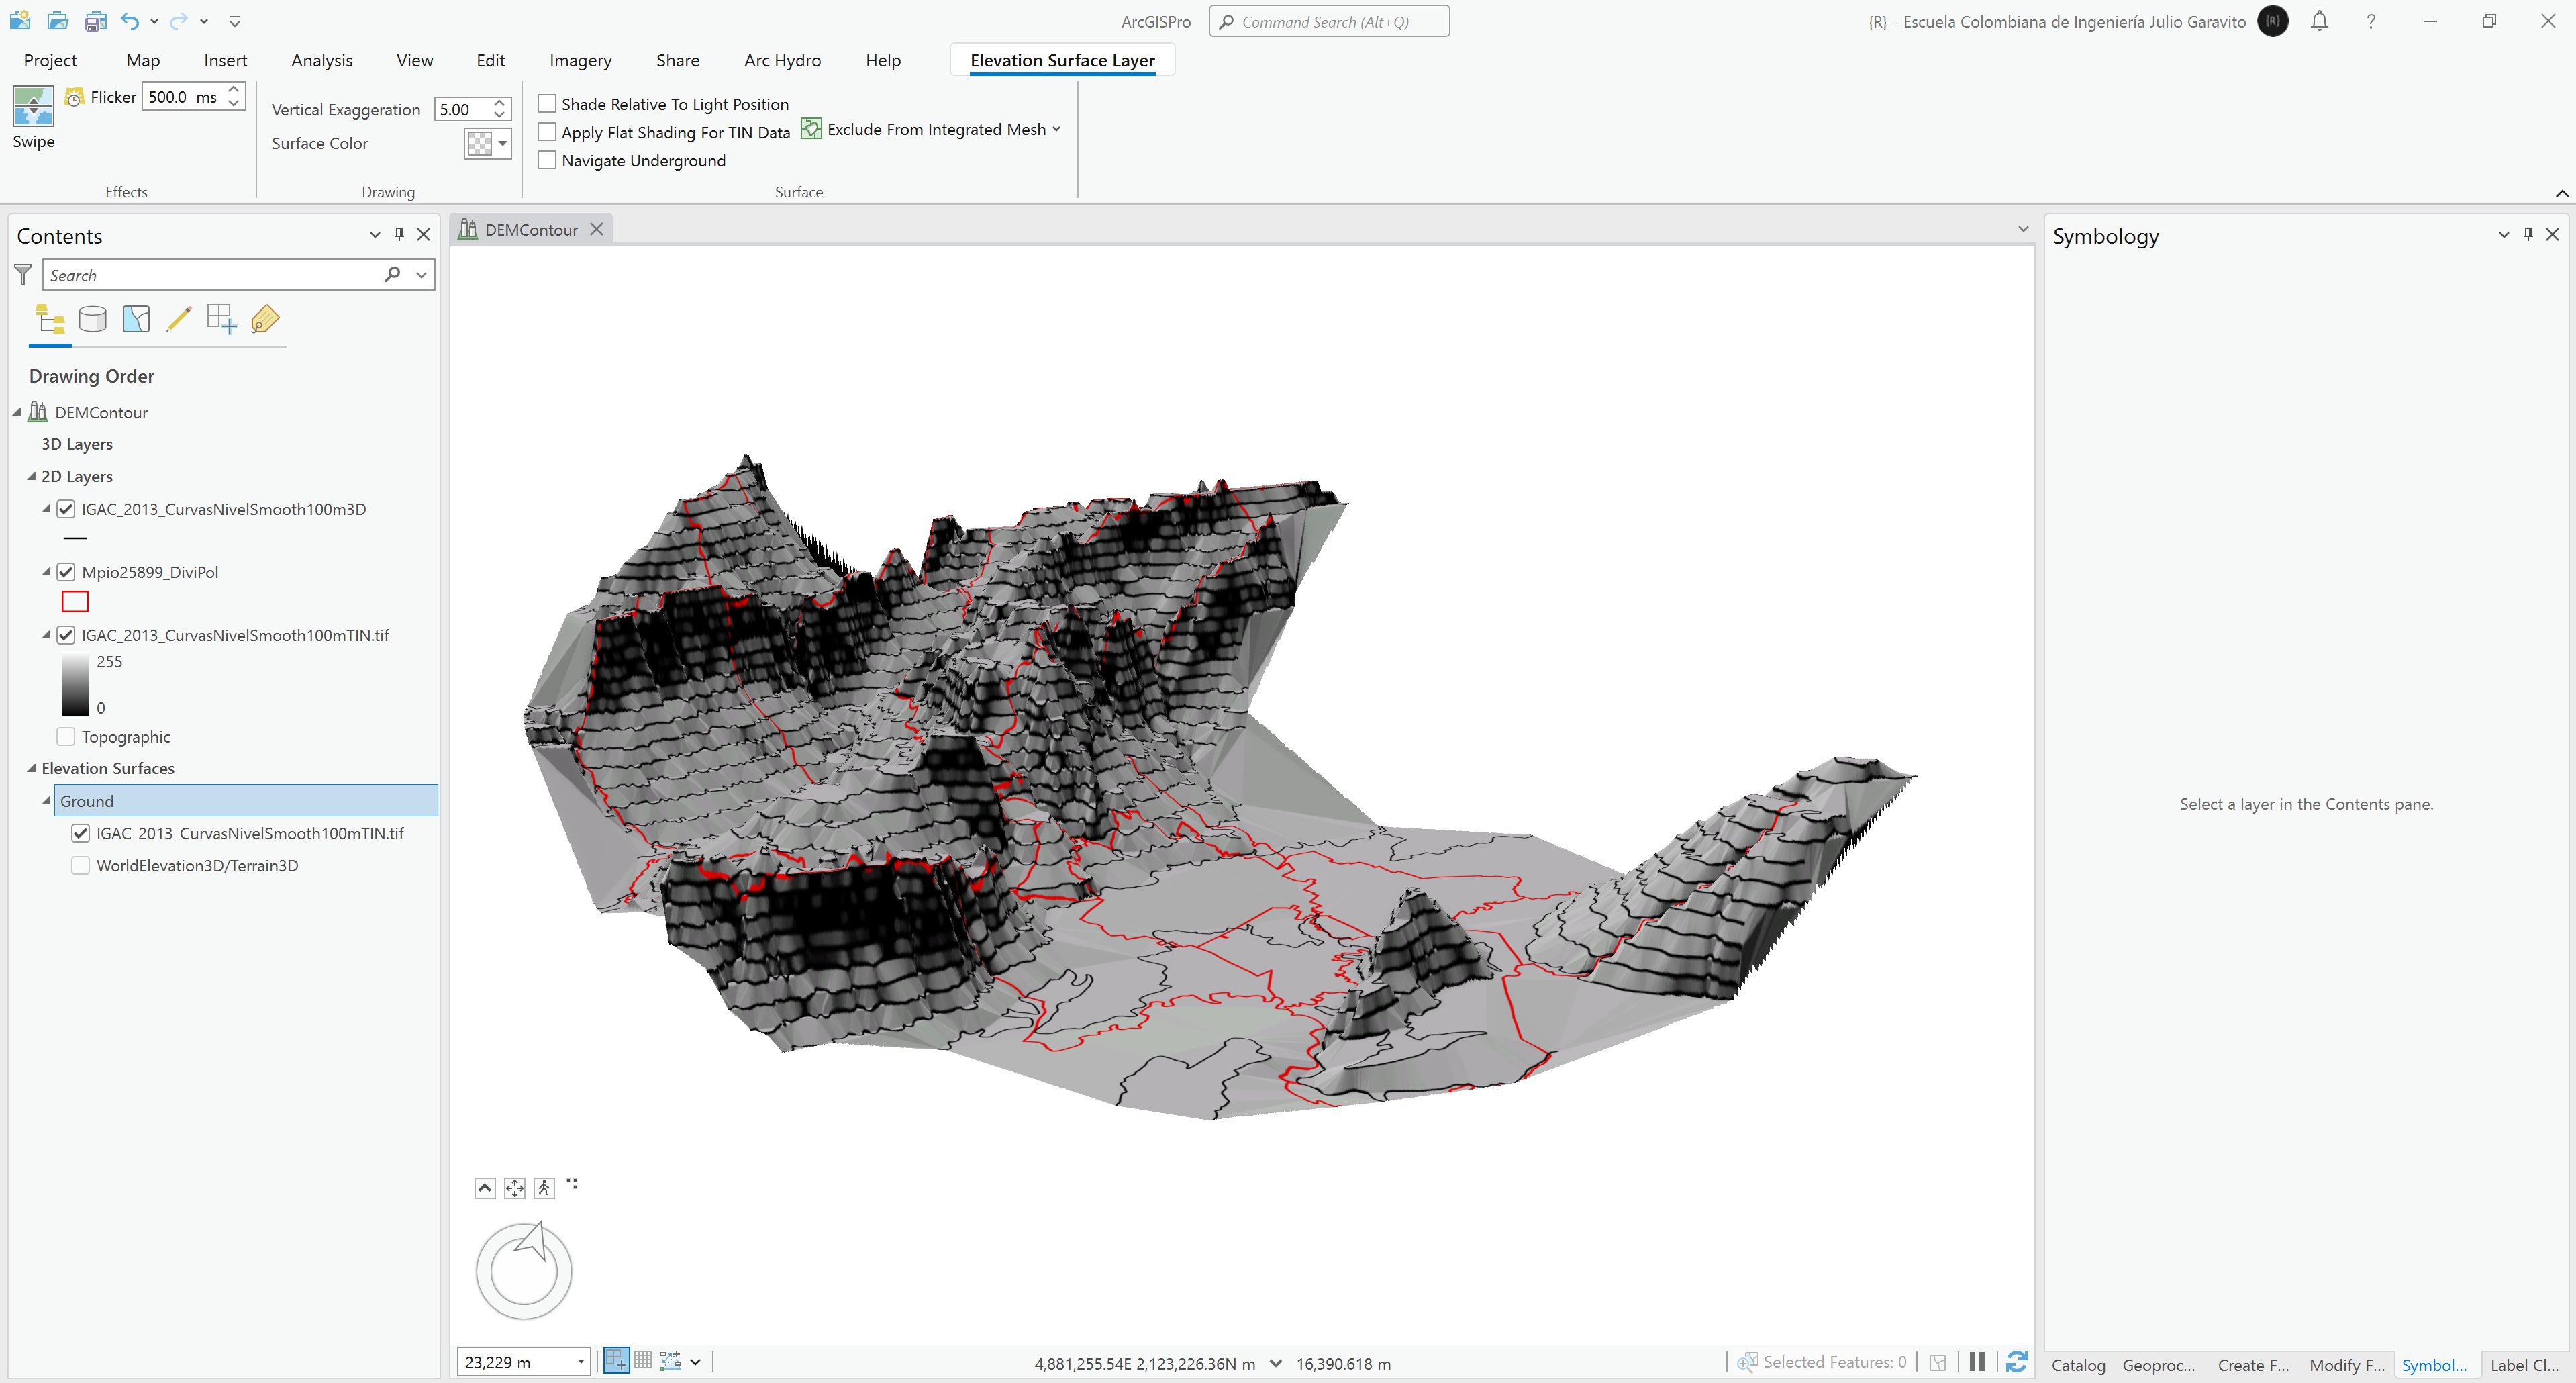 ArcGISPro
Command Search (Alt+Q)
{R} - Escuela Colombiana de Ingeniería Julio Garavito
(R)
?
Project
Map
Insert
Analysis
View
Edit
Imagery
Share
Arc Hydro
Help
Elevation Surface Layer
Swipe
Flicker
500.0 ms
Effects
Vertical Exaggeration
5.00
Surface Color
Drawing
Shade Relative To Light Position
Apply Flat Shading For TIN Data
Navigate Underground
Exclude From Integrated Mesh
Surface
Contents
Search
Drawing Order
DEMContour
3D Layers
2D Layers
IGAC_2013_CurvasNivelSmooth100m3D
Mpio25899_DiviPol
IGAC_2013_CurvasNivelSmooth100mTIN.tif
255
0
Topographic
Elevation Surfaces
Ground
IGAC_2013_CurvasNivelSmooth100mTIN.tif
WorldElevation3D/Terrain3D
DEMContour
23,229 m
4,881,255.54E 2,123,226.36N m
16,390.618 m
Selected Features: 0
Symbology
Select a layer in the Contents pane.
Catalog
Geoproc...
Create F...
Modify F...
Symbol...
Label Cl...